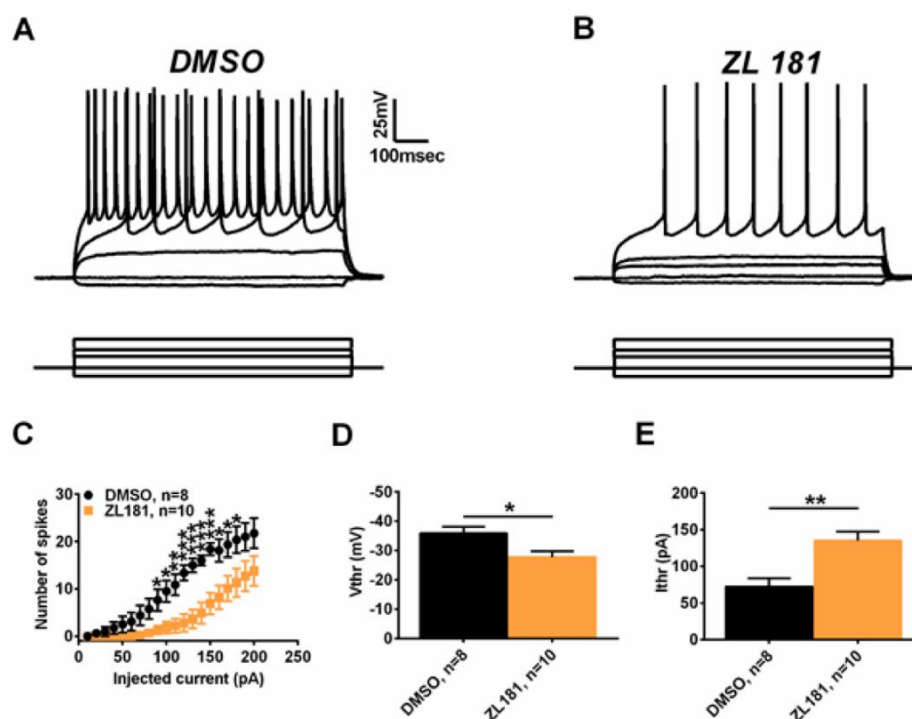 A
DMSO
25mV
100msec
B
ZL 181
C
DMSO, n=8
ZL181, n=10
Number of spikes
30
20
10
0
0
50
100
150
200
250
Injected current (pA)
* * ** *** *** *** *** *** * *
D
Vthr (mV)
-50
-40
-30
-20
-10
0
*
DMSO, n=8
ZL181, n=10
E
Ithr (pA)
200
150
100
50
0
**
DMSO, n=8
ZL181, n=10